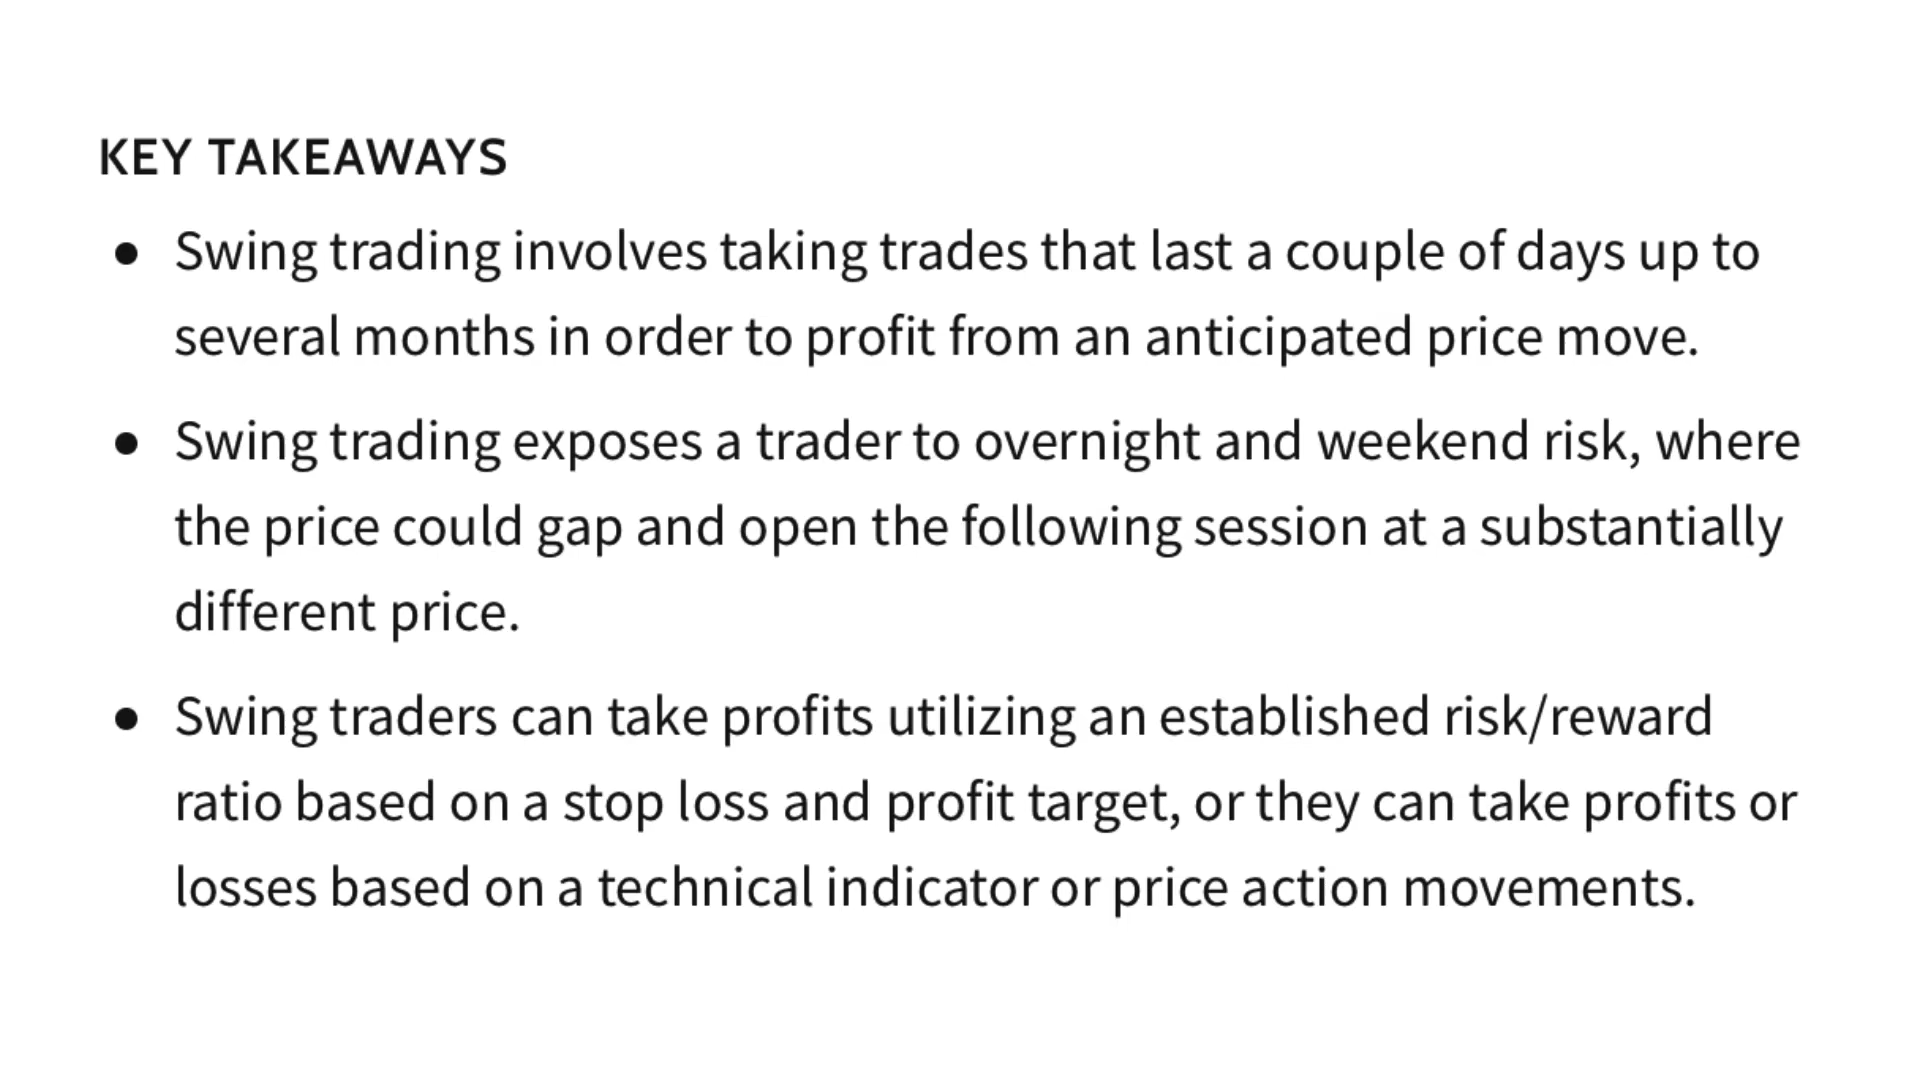 KEY TAKEAWAYS
● Swing trading involves taking trades that last a couple of days up to
several months in order to profit from an anticipated price move.
● Swing trading exposes a trader to overnight and weekend risk, where
the price could gap and open the following session at a substantially
different price.
● Swing traders can take profits utilizing an established risk/reward
ratio based on a stop loss and profit target, or they can take profits or
losses based on a technical indicator or price action movements.